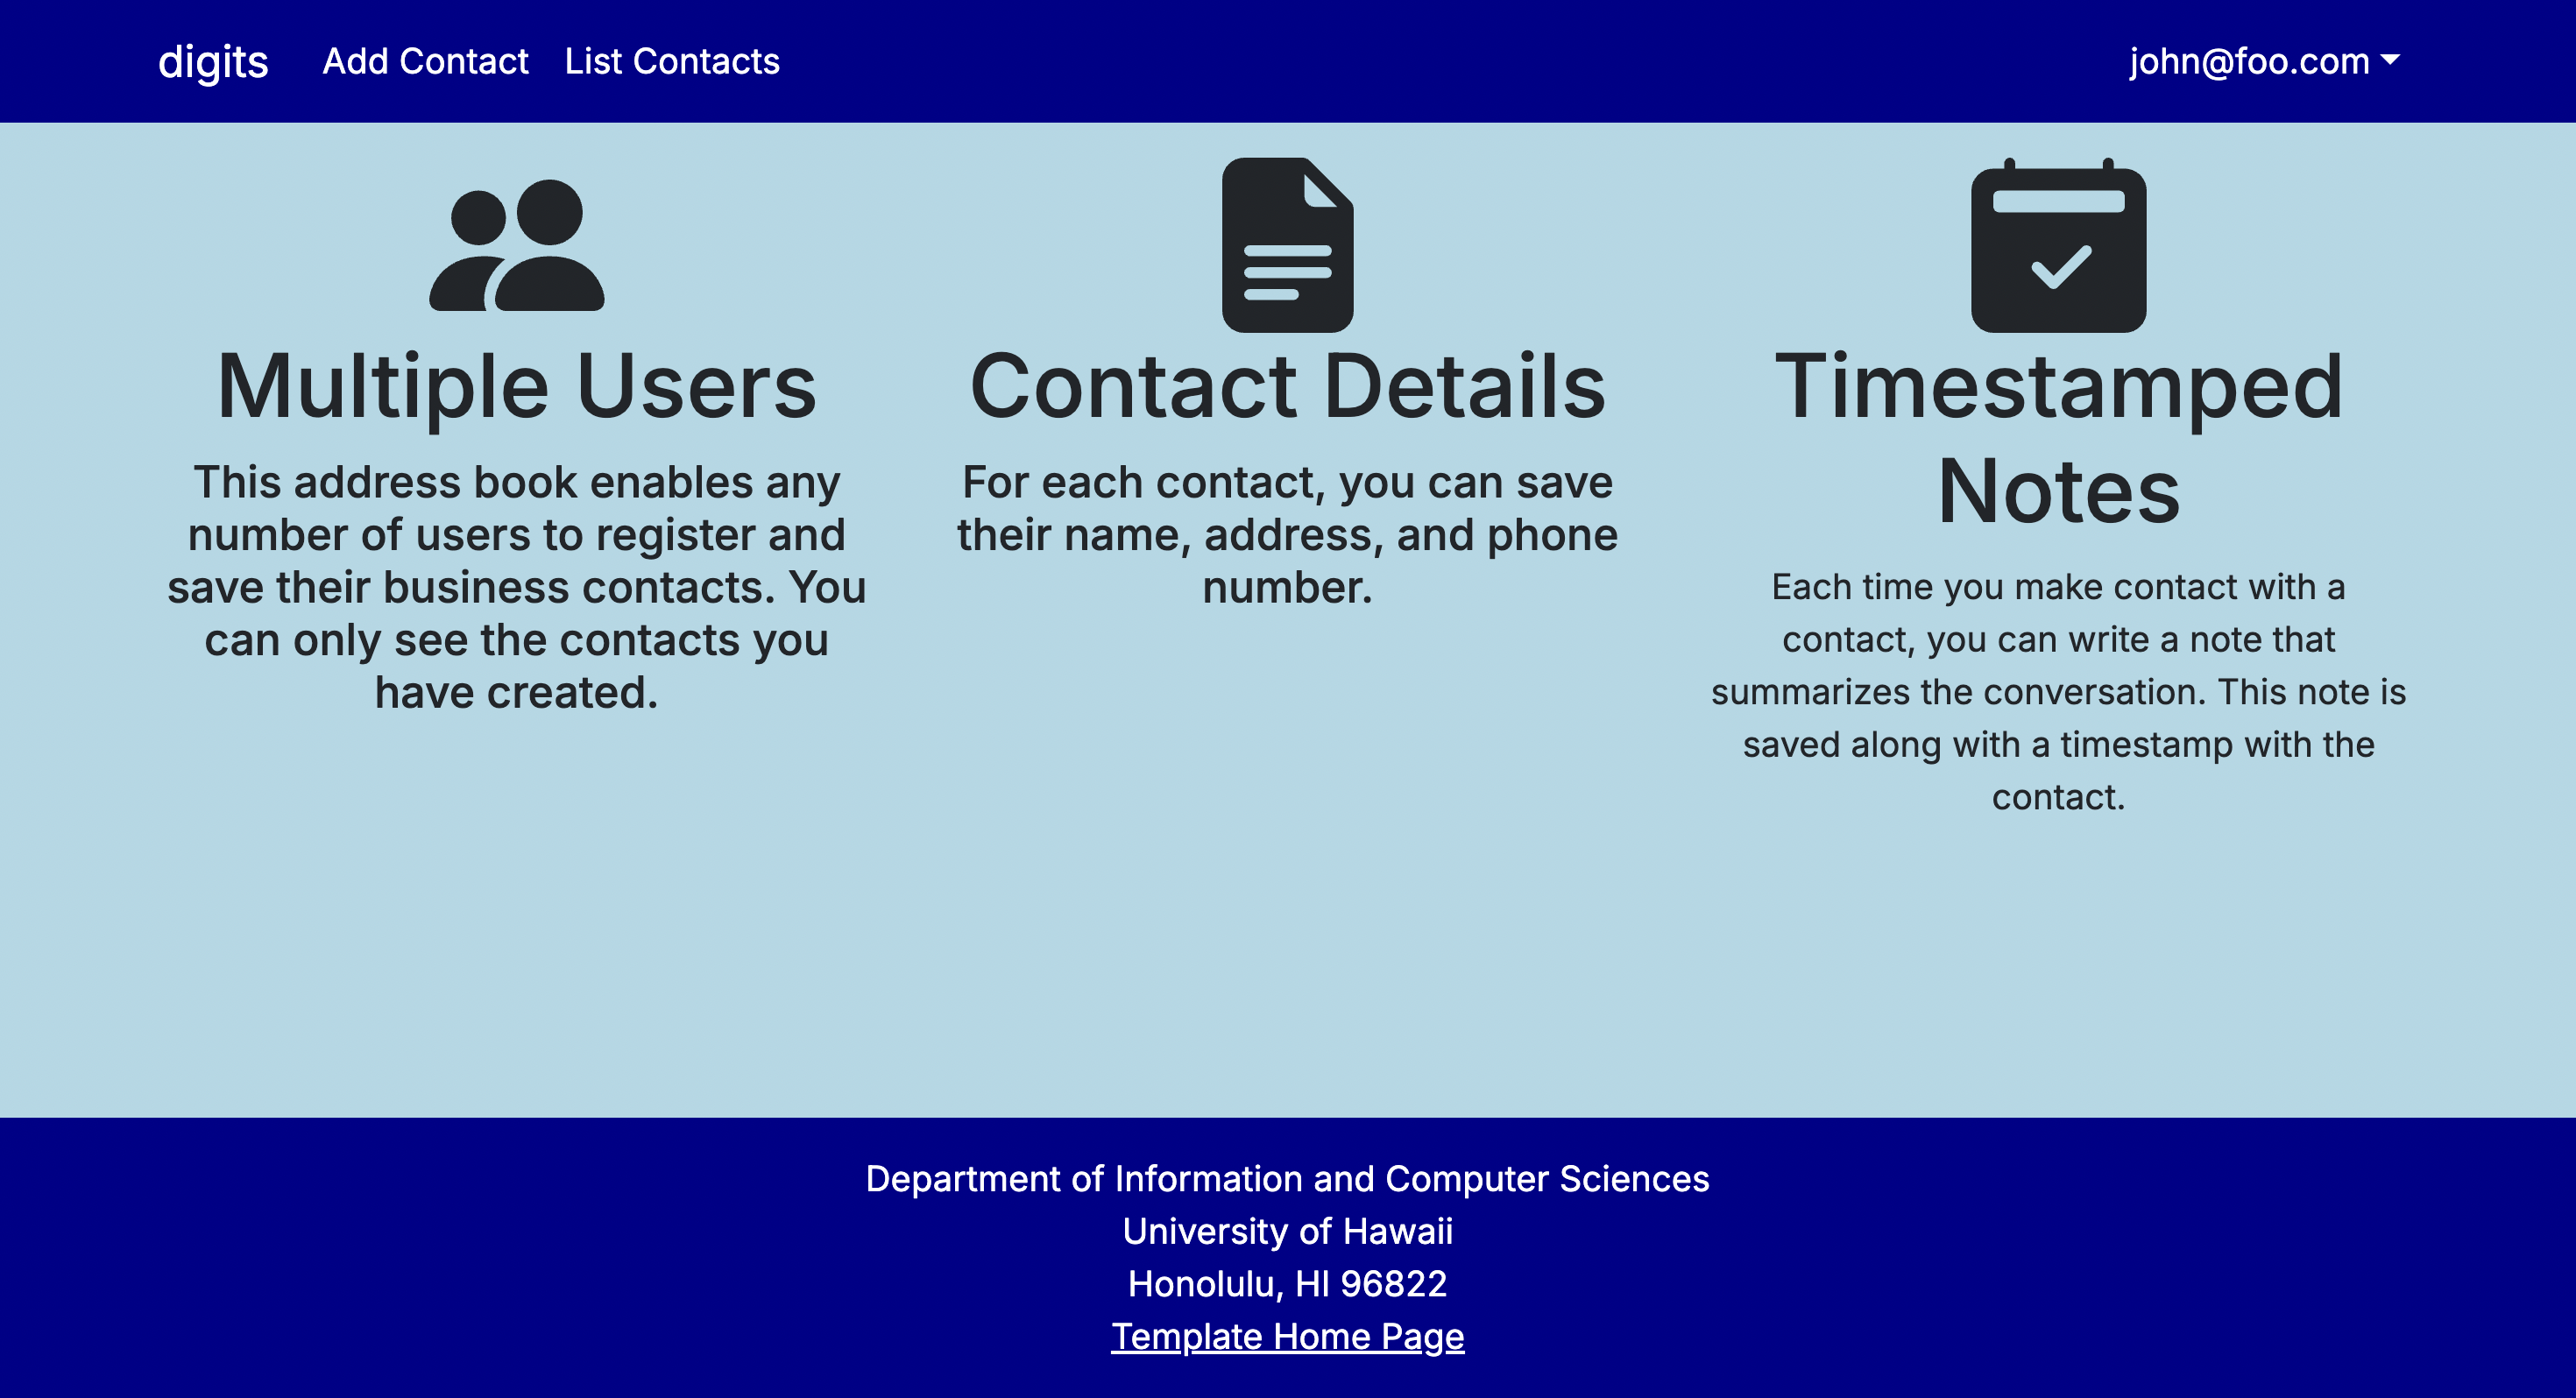 digits Add Contact List Contacts john@foo.com
Multiple Users
This address book enables any
number of users to register and
save their business contacts. You
can only see the contacts you
have created.
Contact Details
For each contact, you can save
their name, address, and phone
number.
Timestamped
Notes
Each time you make contact with a
contact, you can write a note that
summarizes the conversation. This note is
saved along with a timestamp with the
contact.
Department of Information and Computer Sciences
University of Hawaii
Honolulu, HI 96822
Template Home Page